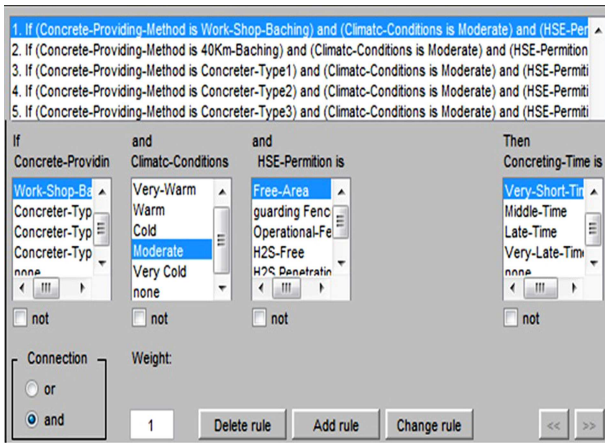 1. If (Concrete-Providing-Method is Work-Shop-Baching) and (Climatc-Conditions is Moderate) and (HSE-Per
2. If (Concrete-Providing-Method is 40Km-Baching) and (Climatc-Conditions is Moderate) and (HSE-Permition
3. If (Concrete-Providing-Method is Concreter-Type1) and (Climatc-Conditions is Moderate) and (HSE-Permiti
4. If (Concrete-Providing-Method is Concreter-Type2) and (Climatc-Conditions is Moderate) and (HSE-Permiti
5. If (Concrete-Providing-Method is Concreter-Type3) and (Climatc-Conditions is Moderate) and (HSE-Permiti
If and and Then
Concrete-Providin Climatc-Conditions HSE-Permition is Concreting-Time is
Work-Shop-Ba Very-Warm Free-Area Very-Short-Tin
Concreter-Typ Warm guarding Fenc Middle-Time
Concreter-Typ Cold Operational-Fe Late-Time
Concreter-Typ Moderate H2S-Free Very-Late-Time
none Very Cold H2S Penetratio none
none
not not not not
Connection Weight:
or
and 1 Delete rule Add rule Change rule << >>